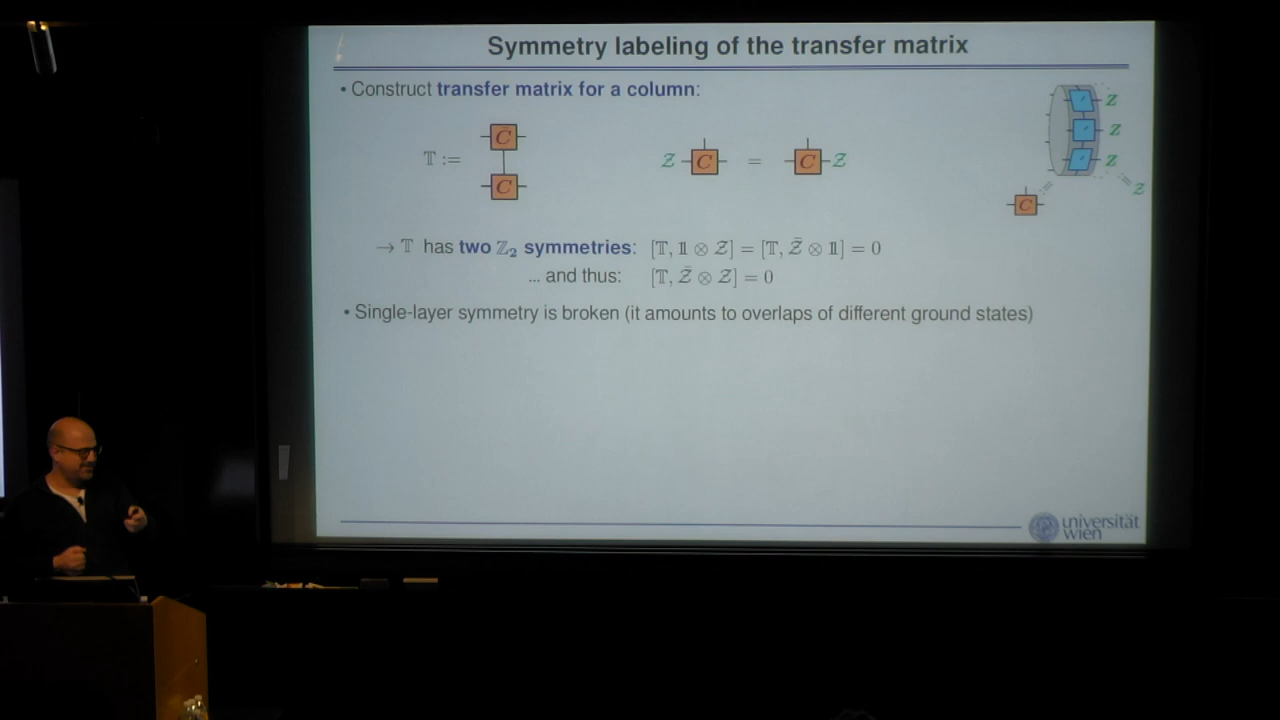 Symmetry labeling of the transfer matrix
• Construct transfer matrix for a column:
𝕋 :=
C̄
C
𝒵 C = C 𝒵
𝒵
𝒵
𝒵
𝒵
C
→ 𝕋 has two ℤ₂ symmetries: [𝕋, 𝟙 ⊗ 𝒵] = [𝕋, 𝒵̄ ⊗ 𝟙] = 0
... and thus: [𝕋, 𝒵̄ ⊗ 𝒵] = 0
• Single-layer symmetry is broken (it amounts to overlaps of different ground states)
universität
wien